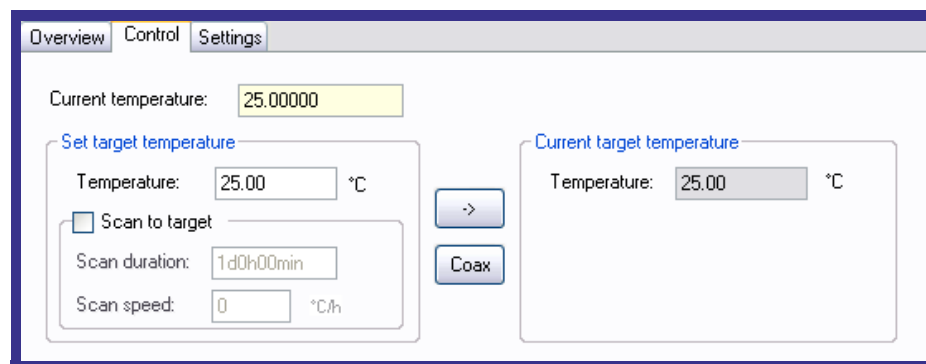 Overview Control Settings
Current temperature: 25.00000
Set target temperature
Temperature: 25.00 °C
Scan to target
Scan duration: 1d0h00min
Scan speed: 0 °C/h
->
Coax
Current target temperature
Temperature: 25.00 °C